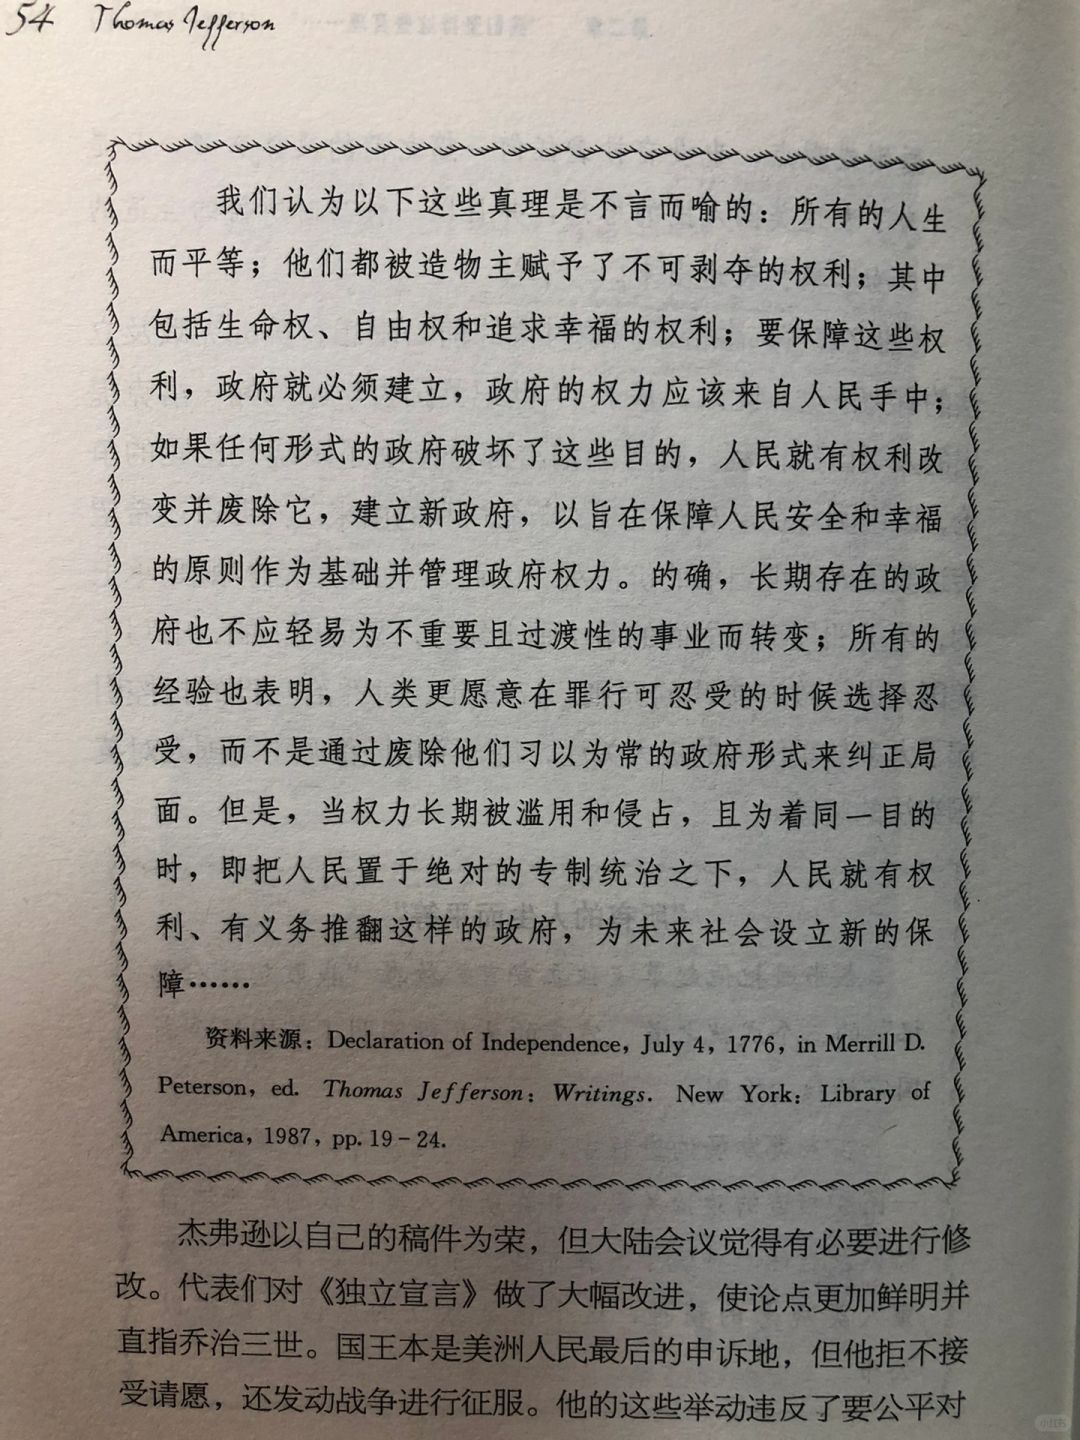 54 Thomas Jefferson
我们认为以下这些真理是不言而喻的：所有的人生
而平等；他们都被造物主赋予了不可剥夺的权利；其中
包括生命权、自由权和追求幸福的权利；要保障这些权
利，政府就必须建立，政府的权力应该来自人民手中；
如果任何形式的政府破坏了这些目的，人民就有权利改
变并废除它，建立新政府，以旨在保障人民安全和幸福
的原则作为基础并管理政府权力。的确，长期存在的政
府也不应轻易为不重要且过渡性的事业而转变；所有的
经验也表明，人类更愿意在罪行可忍受的时候选择忍
受，而不是通过废除他们习以为常的政府形式来纠正局
面。但是，当权力长期被滥用和侵占，且为着同一目的
时，即把人民置于绝对的专制统治之下，人民就有权
利、有义务推翻这样的政府，为未来社会设立新的保
障……
资料来源：Declaration of Independence, July 4, 1776, in Merrill D.
Peterson, ed. Thomas Jefferson: Writings. New York: Library of
America, 1987, pp. 19-24.
杰弗逊以自己的稿件为荣，但大陆会议觉得有必要进行修
改。代表们对《独立宣言》做了大幅改进，使论点更加鲜明并
直指乔治三世。国王本是美洲人民最后的申诉地，但他拒不接
受请愿，还发动战争进行征服。他的这些举动违反了要公平对
小红书